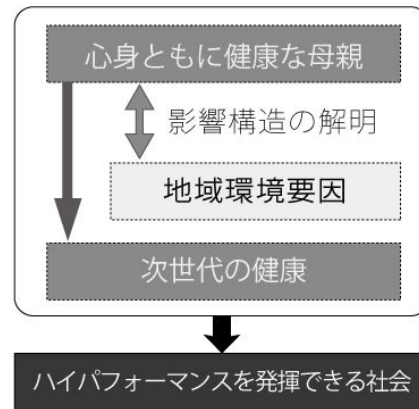 心身ともに健康な母親
影響構造の解明
地域環境要因
次世代の健康
ハイパフォーマンスを発揮できる社会